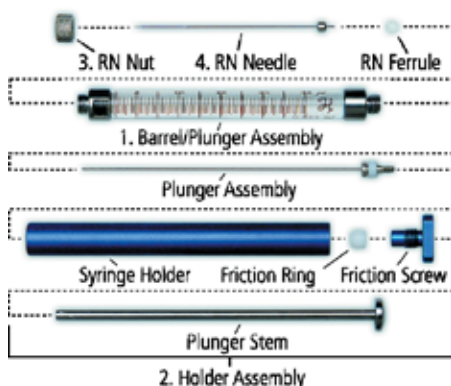 3. RN Nut
4. RN Needle
RN Ferrule
1. Barrel/Plunger Assembly
Plunger Assembly
Syringe Holder
Friction Ring
Friction Screw
Plunger Stem
2. Holder Assembly